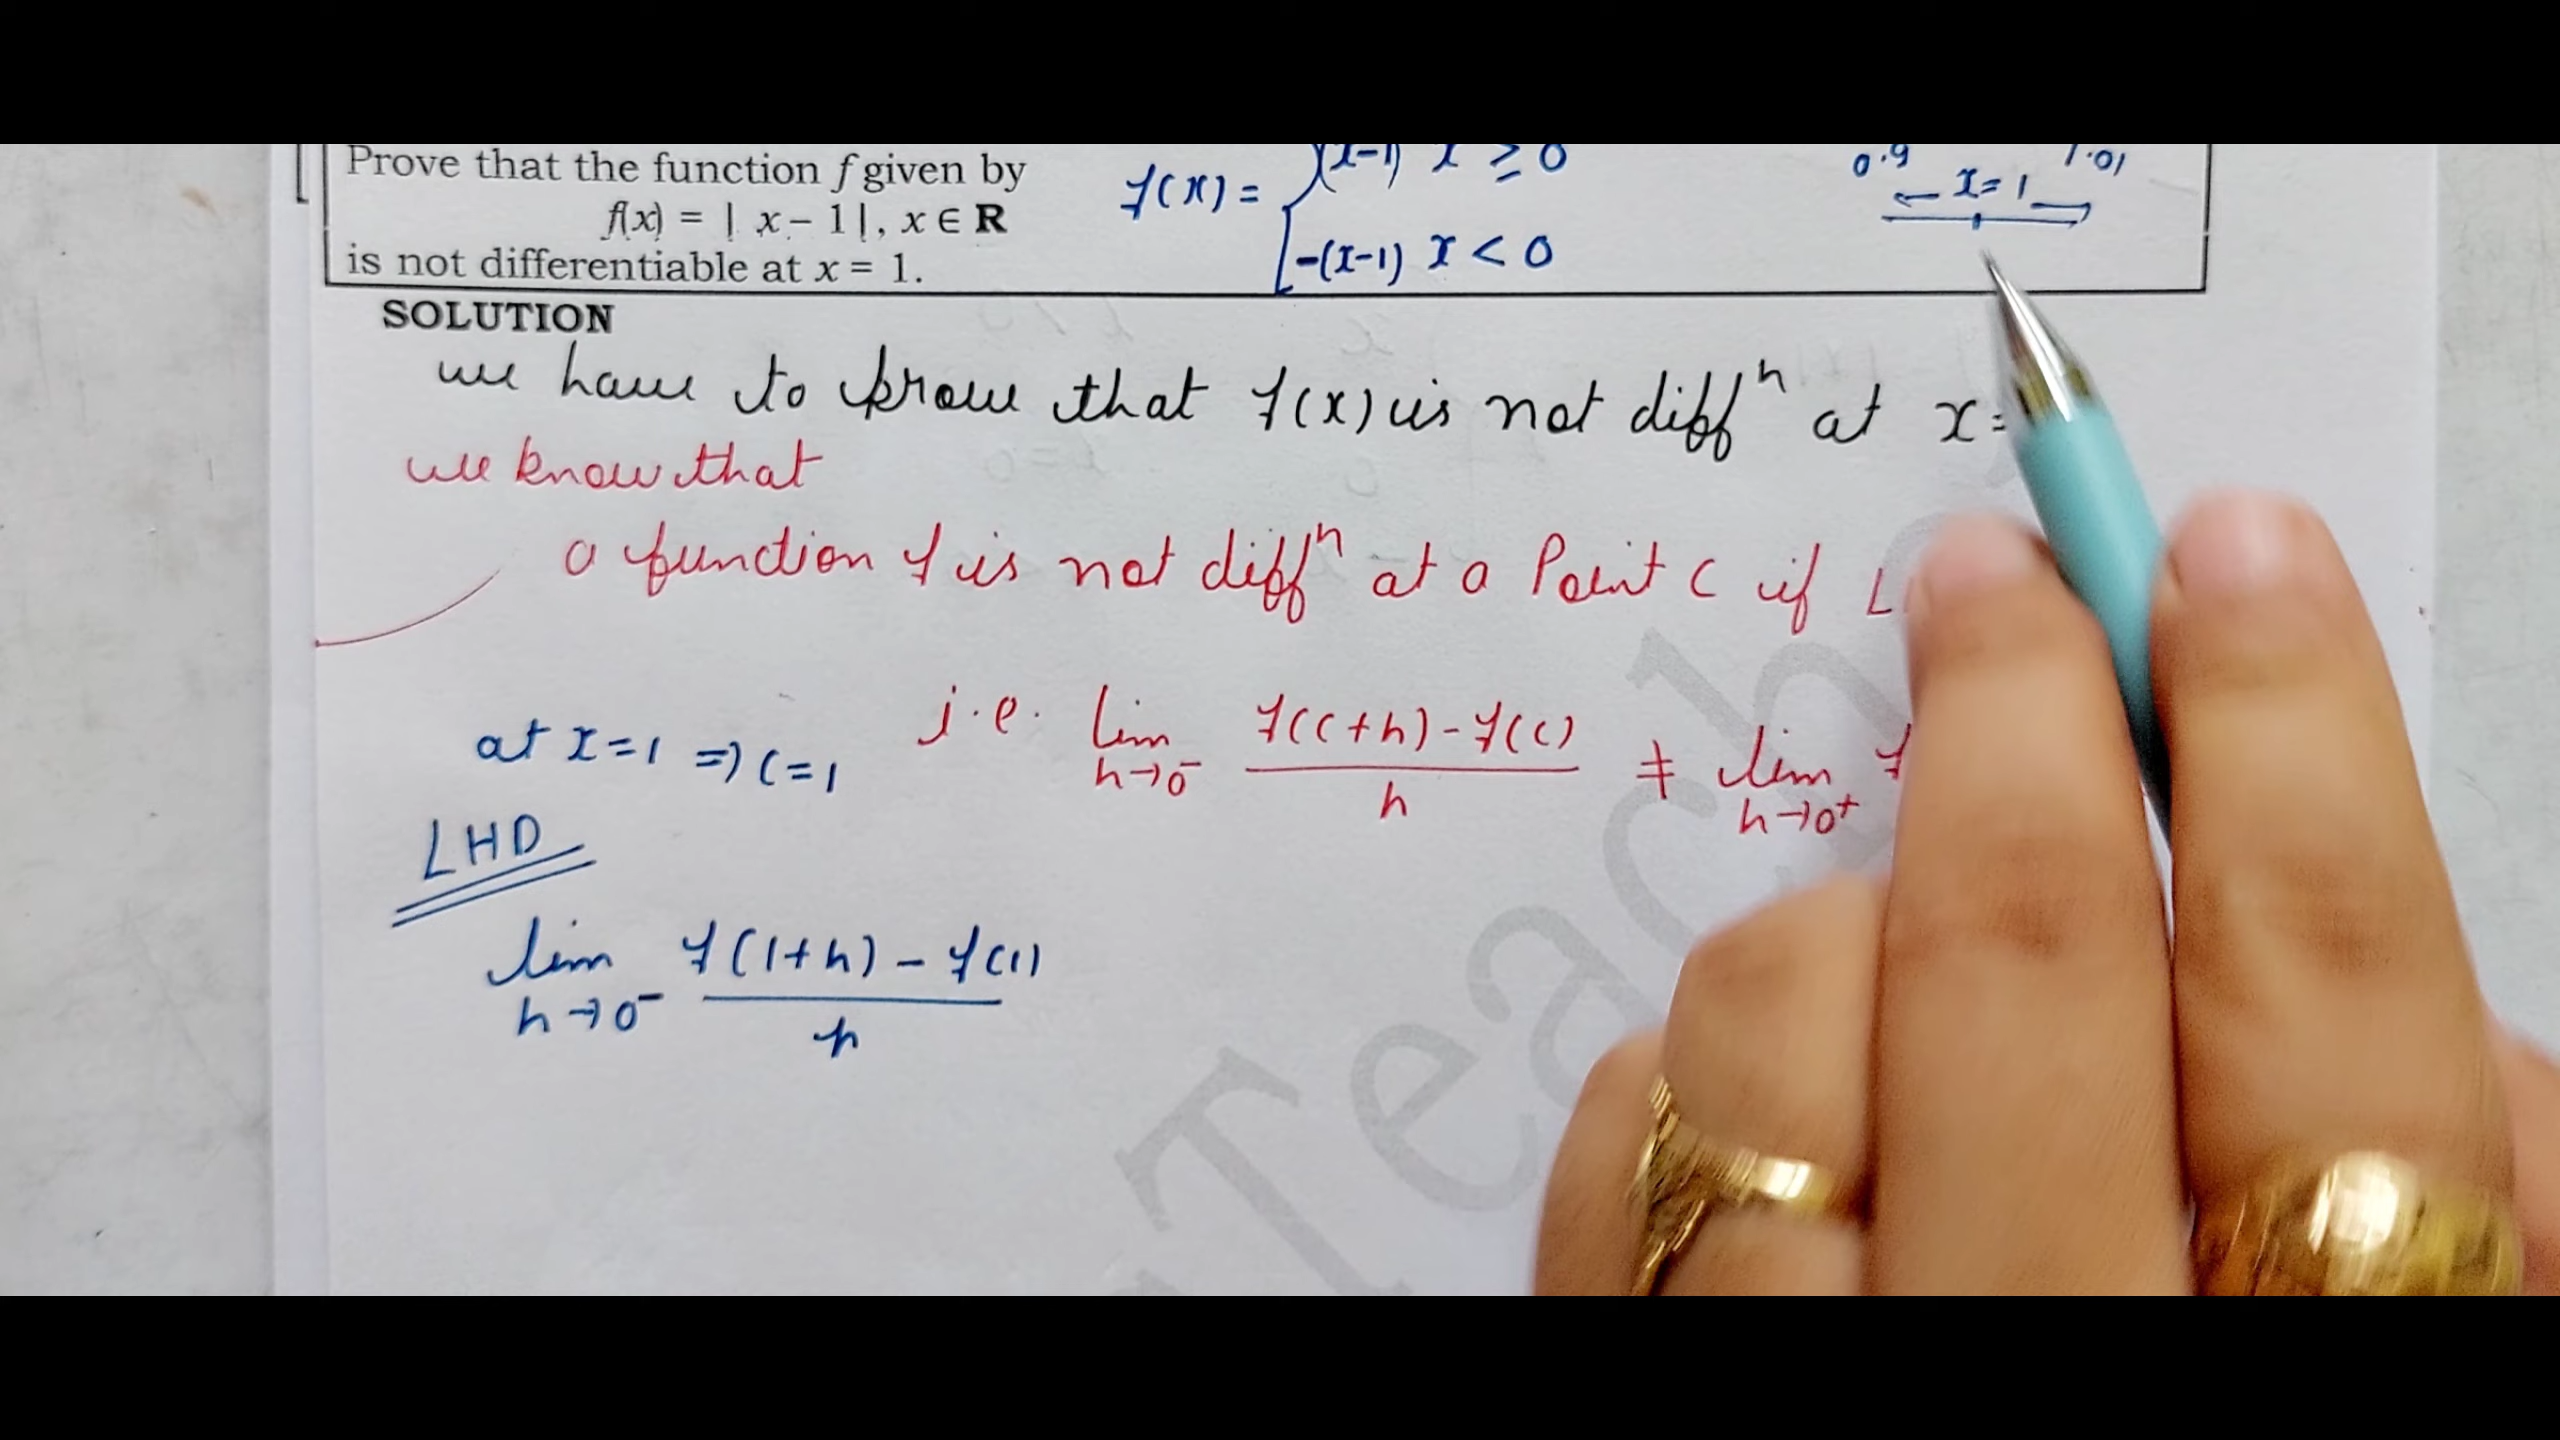 Prove that the function f given by
f(x) = | x – 1|, x ∈ R
is not differentiable at x = 1.
f(x) = { (x-1) x ≥ 0
-(x-1) x < 0
0.9 x=1 1.01
SOLUTION
we have to prove that f(x) is not diffⁿ at x=
we know that
a function f is not diffⁿ at a Point C if L
at x=1 => C=1
i.e. lim h→0⁻ f(c+h)-f(c) / h ≠ lim h→0⁺ f
LHD
lim h→0⁻ f(1+h) - f(1) / h
Teach